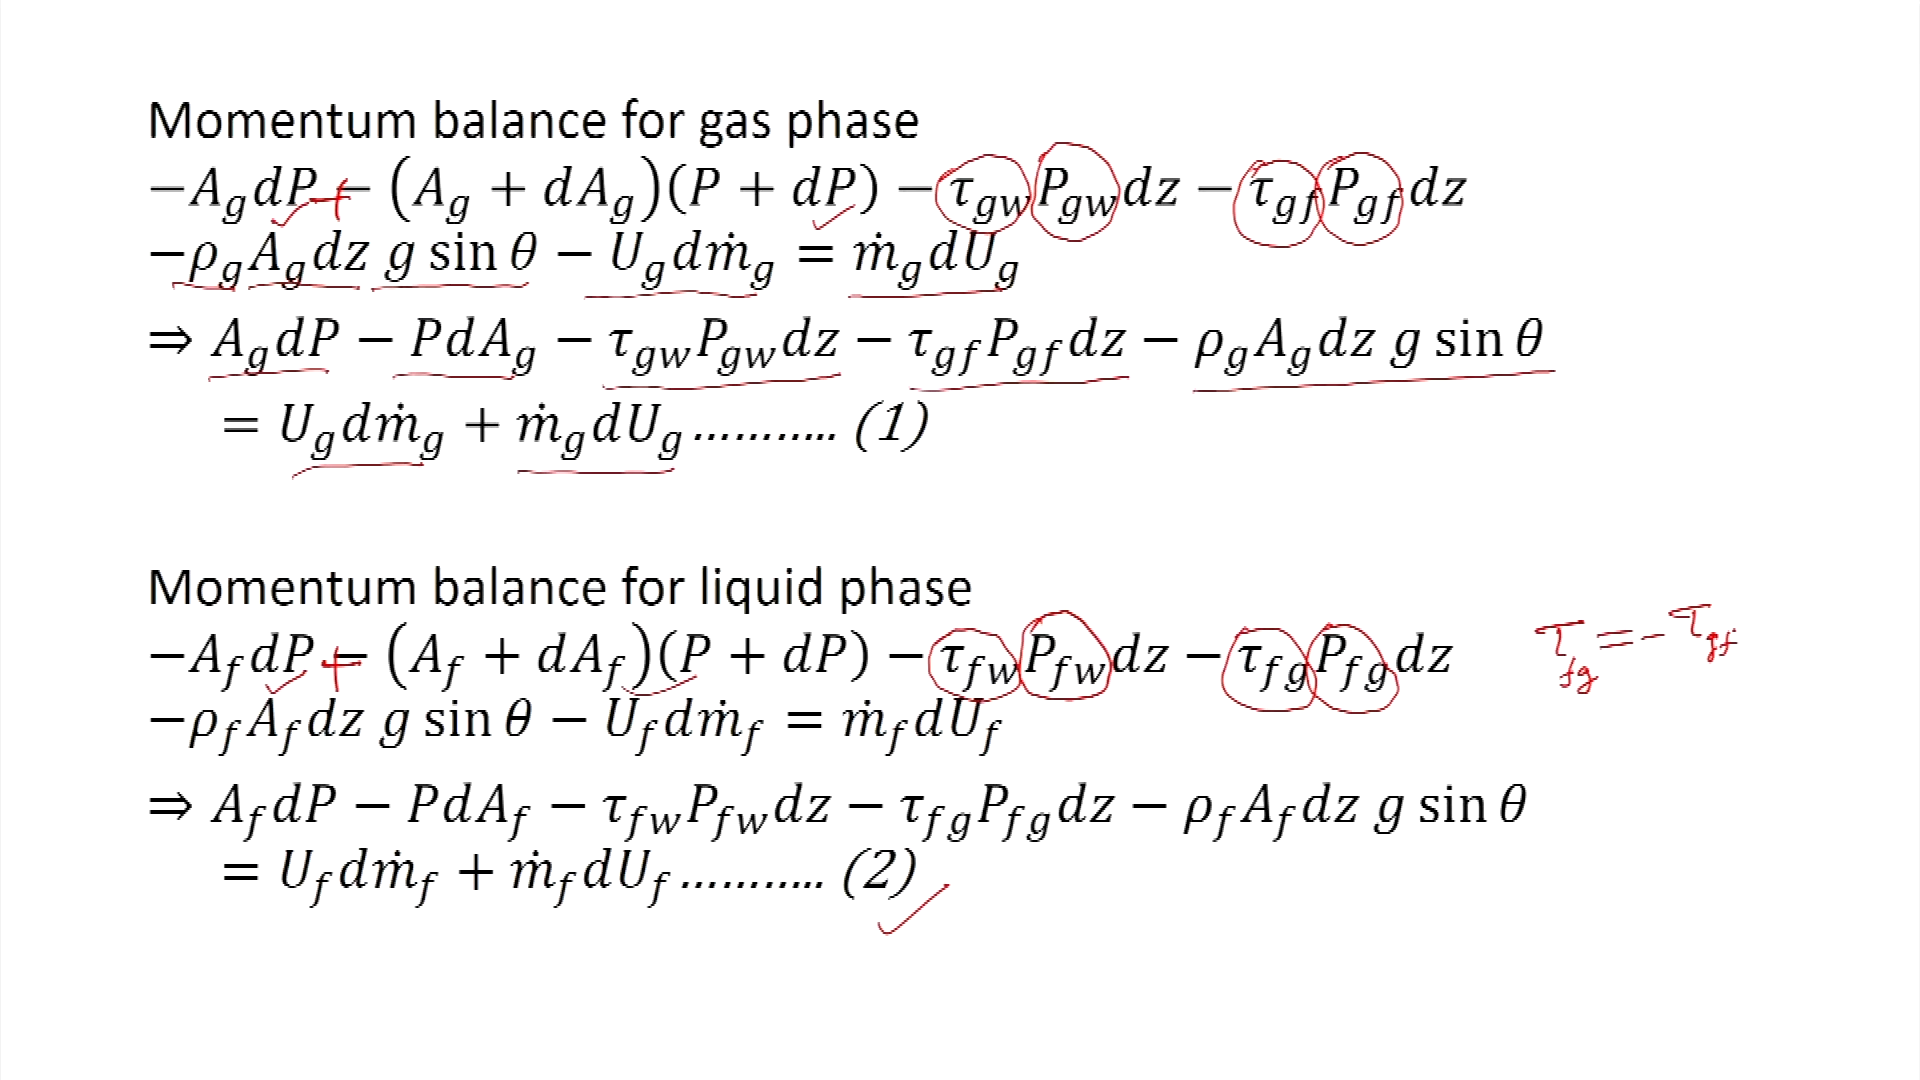 Momentum balance for gas phase
−A_g dP + − (A_g + dA_g)(P + dP) − τ_gw P_gw dz − τ_gf P_gf dz
−ρ_g A_g dz g sin θ − U_g dṁ_g = ṁ_g dU_g
⇒ A_g dP − PdA_g − τ_gw P_gw dz − τ_gf P_gf dz − ρ_g A_g dz g sin θ
= U_g dṁ_g + ṁ_g dU_g ……….. (1)
Momentum balance for liquid phase
−A_f dP + − (A_f + dA_f)(P + dP) − τ_fw P_fw dz − τ_fg P_fg dz
τ_fg = −τ_gf
−ρ_f A_f dz g sin θ − U_f dṁ_f = ṁ_f dU_f
⇒ A_f dP − PdA_f − τ_fw P_fw dz − τ_fg P_fg dz − ρ_f A_f dz g sin θ
= U_f dṁ_f + ṁ_f dU_f ……….. (2)